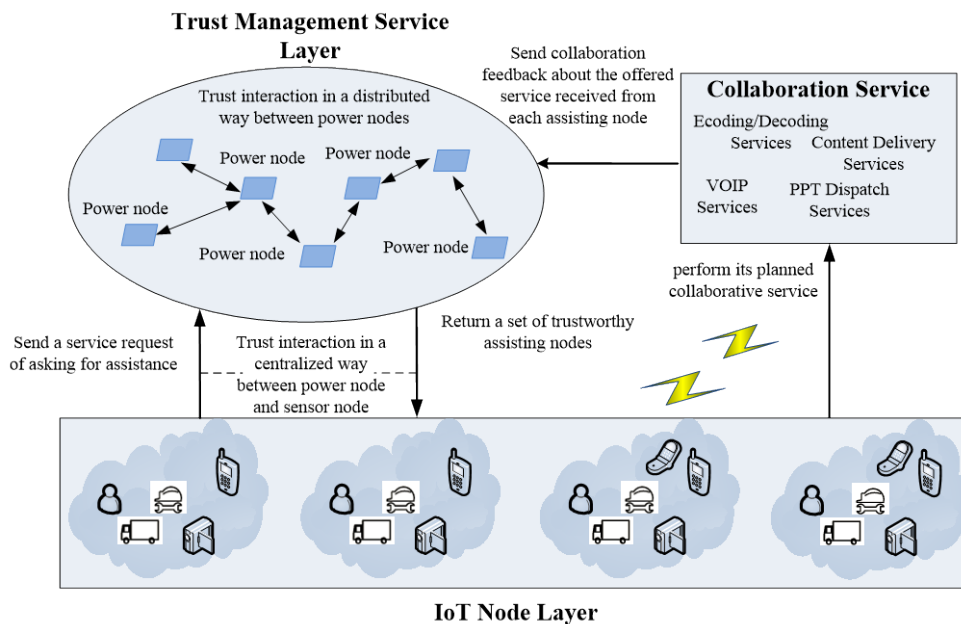 Trust Management Service
Layer
Trust interaction in a distributed
way between power nodes
Power node
Power node
Power node
Power node
Power node
Send collaboration
feedback about the offered
service received from
each assisting node
Collaboration Service
Ecoding/Decoding
Services
Content Delivery
Services
VOIP
Services
PPT Dispatch
Services
perform its planned
collaborative service
Send a service request
of asking for assistance
Trust interaction in a
centralized way
between power node
and sensor node
Return a set of trustworthy
assisting nodes
IoT Node Layer